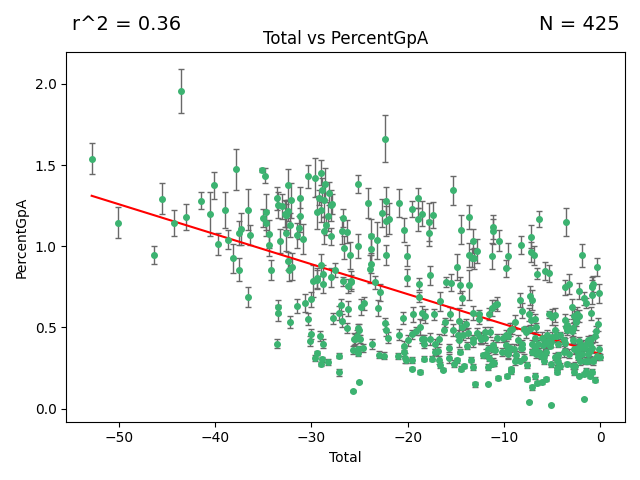 r^2 = 0.36
N = 425
Total vs PercentGpA
PercentGpA
2.0
1.5
1.0
0.5
0.0
−50
−40
−30
−20
−10
0
Total